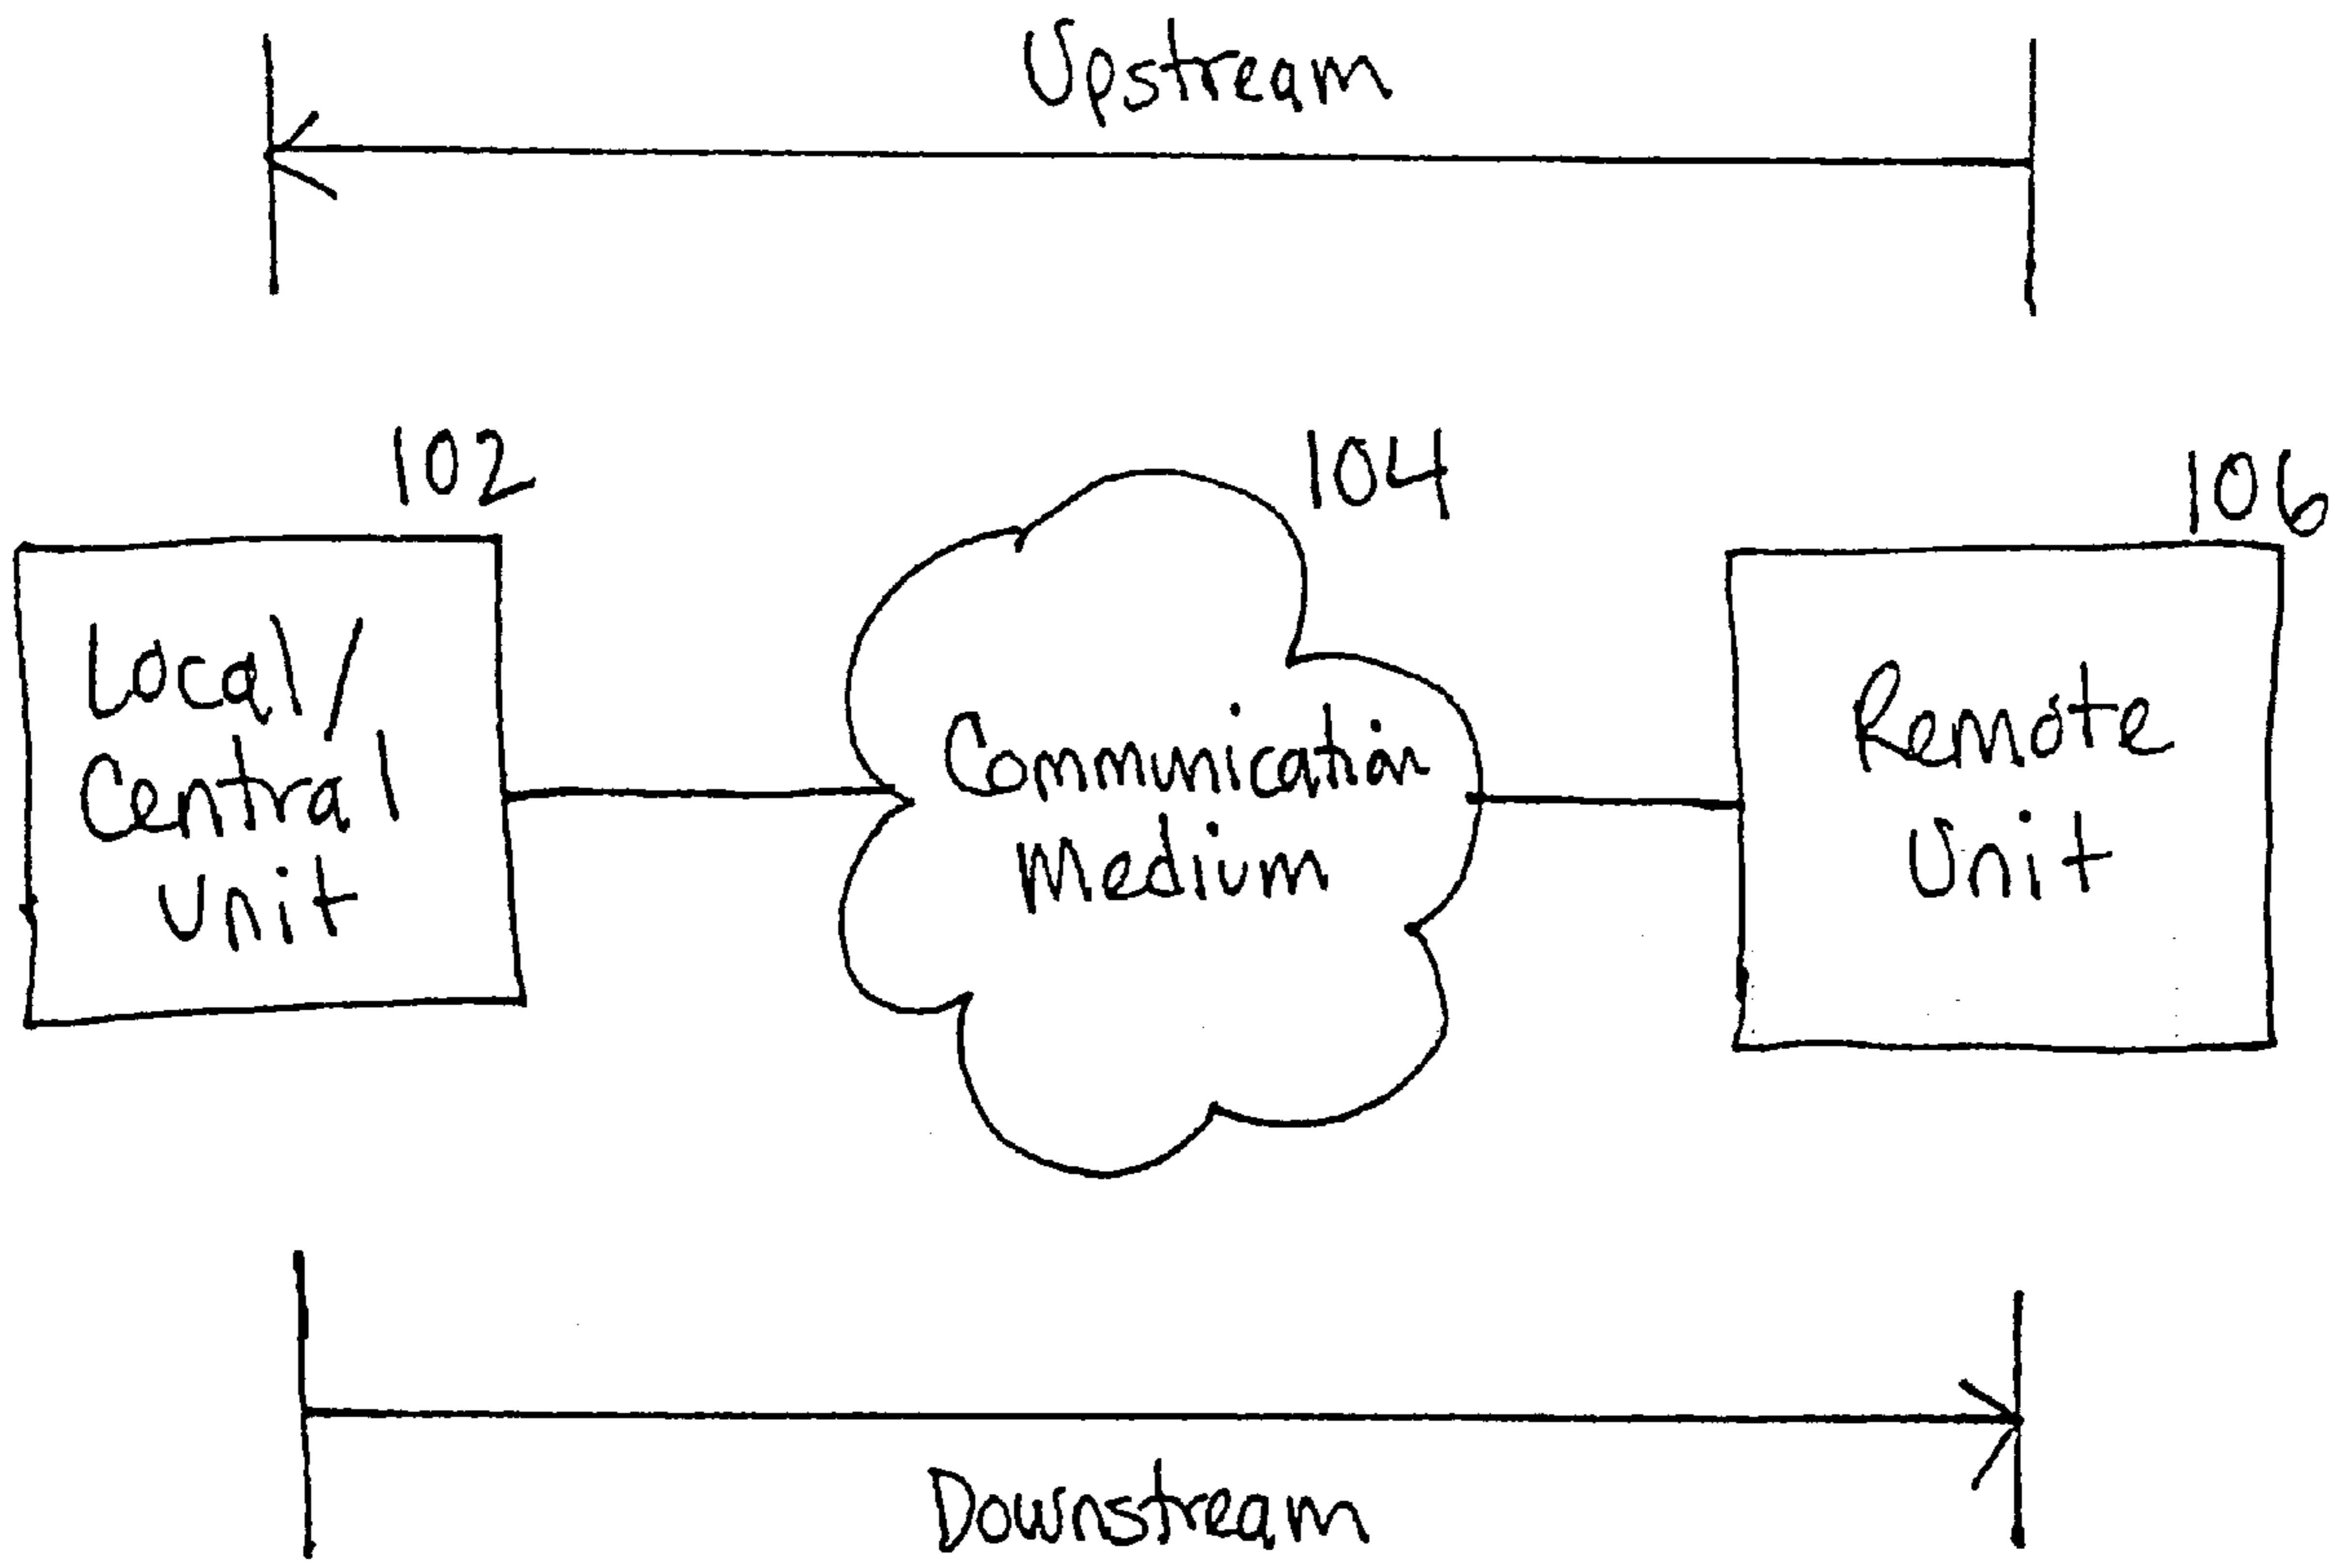 Upstream
102
104
106
Local/
Central
Unit
Communication
Medium
Remote
Unit
Downstream